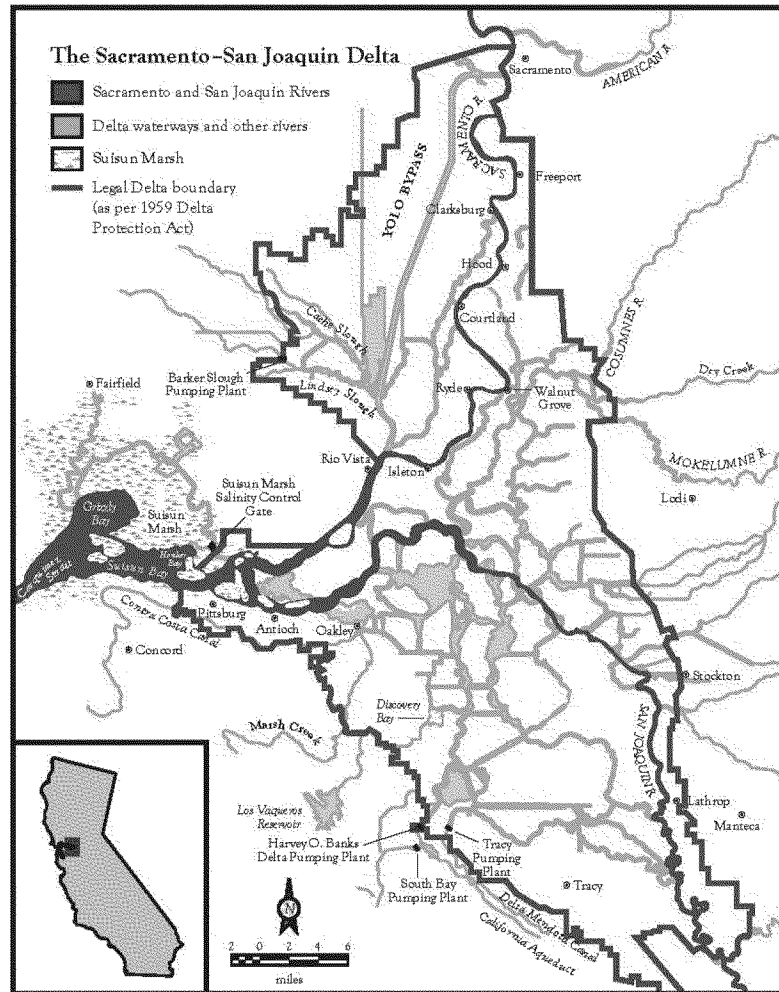 The Sacramento–San Joaquin Delta
Sacramento and San Joaquin Rivers
Delta waterways and other rivers
Suisun Marsh
Legal Delta boundary
(as per 1959 Delta
Protection Act)
Sacramento
AMERICAN R.
SACRAMENTO R.
YOLO BYPASS
Freeport
Clarksburg
Hood
Courtland
Cache Slough
COSUMNES R.
Barker Slough
Pumping Plant
Lindsey Slough
Fairfield
Ryde
Walnut
Grove
Dry Creek
MOKELUMNE R.
Rio Vista
Isleton
Lodi
Suisun Marsh
Salinity Control
Gate
Grizzly
Bay
Suisun
Marsh
Honker
Bay
Suisun Bay
Carquinez
Strait
Contra Costa Canal
Pittsburg
Antioch
Oakley
Concord
Stockton
Discovery
Bay
Marsh Creek
SAN JOAQUIN R.
Los Vaqueros
Reservoir
Lathrop
Manteca
Harvey O. Banks
Delta Pumping Plant
Tracy
Pumping
Plant
South Bay
Pumping Plant
Tracy
Delta Mendota Canal
California Aqueduct
N
2 0 2 4 6
miles